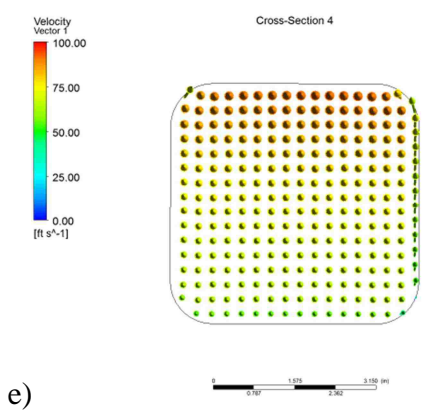 Velocity
Vector 1
Cross-Section 4
100.00
75.00
50.00
25.00
0.00
[ft s^-1]
0 1.575 3.150 (in)
0.787 2.362
e)